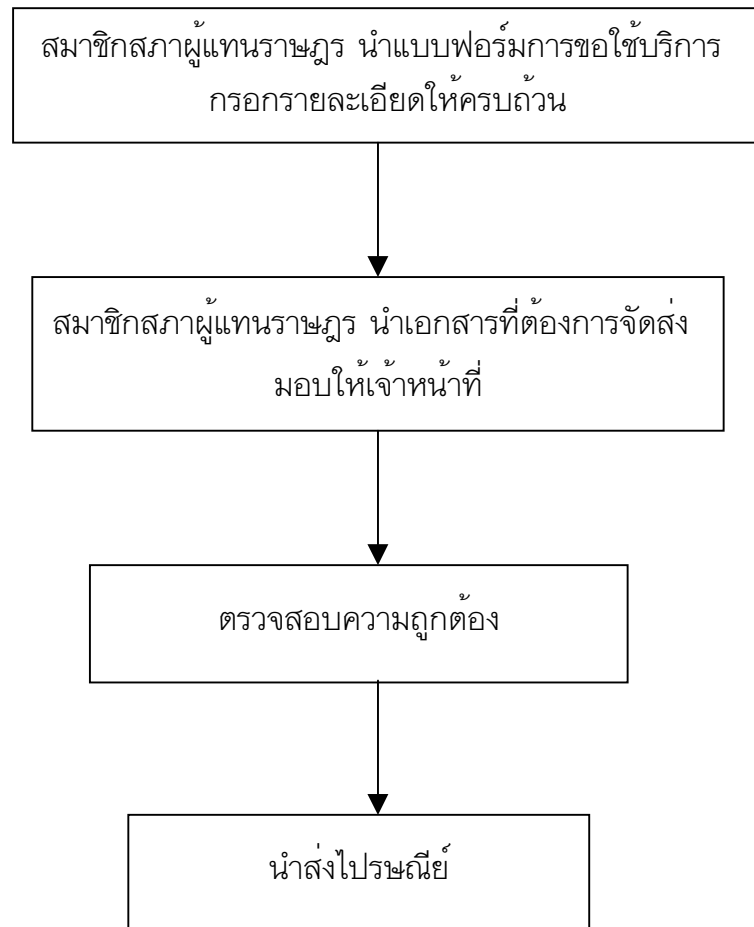 สมาชิกสภาผู้แทนราษฎร นำแบบฟอร์มการขอใช้บริการ
กรอกรายละเอียดให้ครบถ้วน
สมาชิกสภาผู้แทนราษฎร นำเอกสารที่ต้องการจัดส่ง
มอบให้เจ้าหน้าที่
ตรวจสอบความถูกต้อง
นำส่งไปรษณีย์